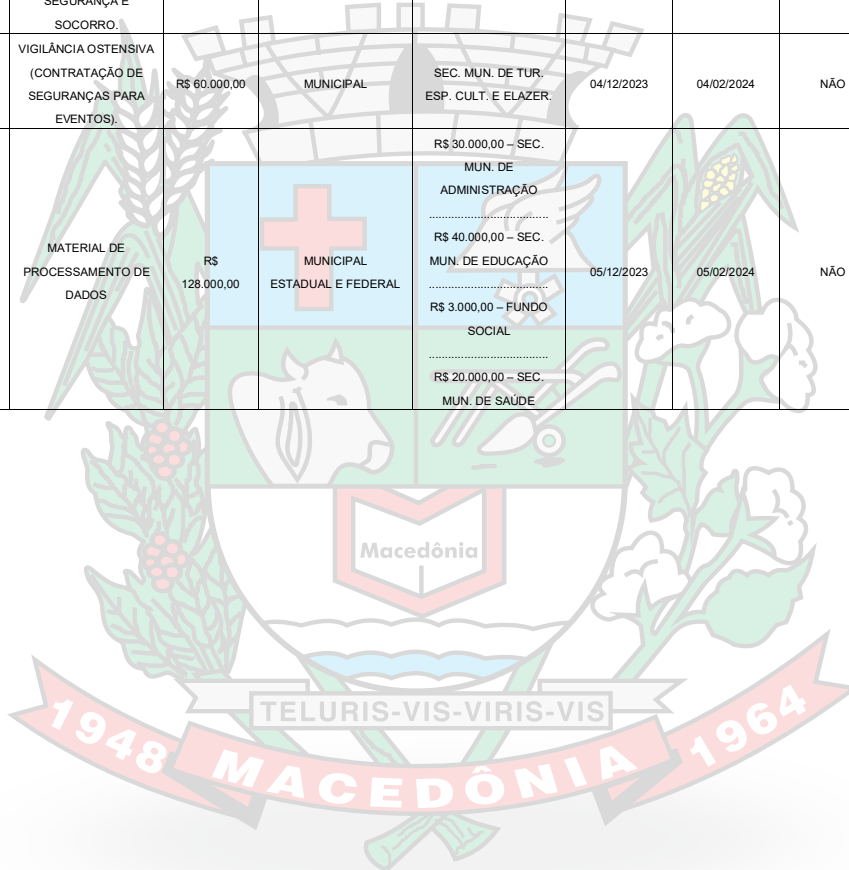 SEGURANÇA E
SOCORRO.
VIGILÂNCIA OSTENSIVA
(CONTRATAÇÃO DE
SEGURANÇAS PARA
EVENTOS).
R$ 60.000,00
MUNICIPAL
SEC. MUN. DE TUR.
ESP. CULT. E ELAZER.
04/12/2023
04/02/2024
NÃO
MATERIAL DE
PROCESSAMENTO DE
DADOS
R$
128.000,00
MUNICIPAL
ESTADUAL E FEDERAL
R$ 30.000,00 – SEC.
MUN. DE
ADMINISTRAÇÃO
....................................
R$ 40.000,00 – SEC.
MUN. DE EDUCAÇÃO
....................................
R$ 3.000,00 – FUNDO
SOCIAL
....................................
R$ 20.000,00 – SEC.
MUN. DE SAÚDE
05/12/2023
05/02/2024
NÃO
Macedônia
TELURIS-VIS-VIRIS-VIS
1948 MACEDÔNIA 1964